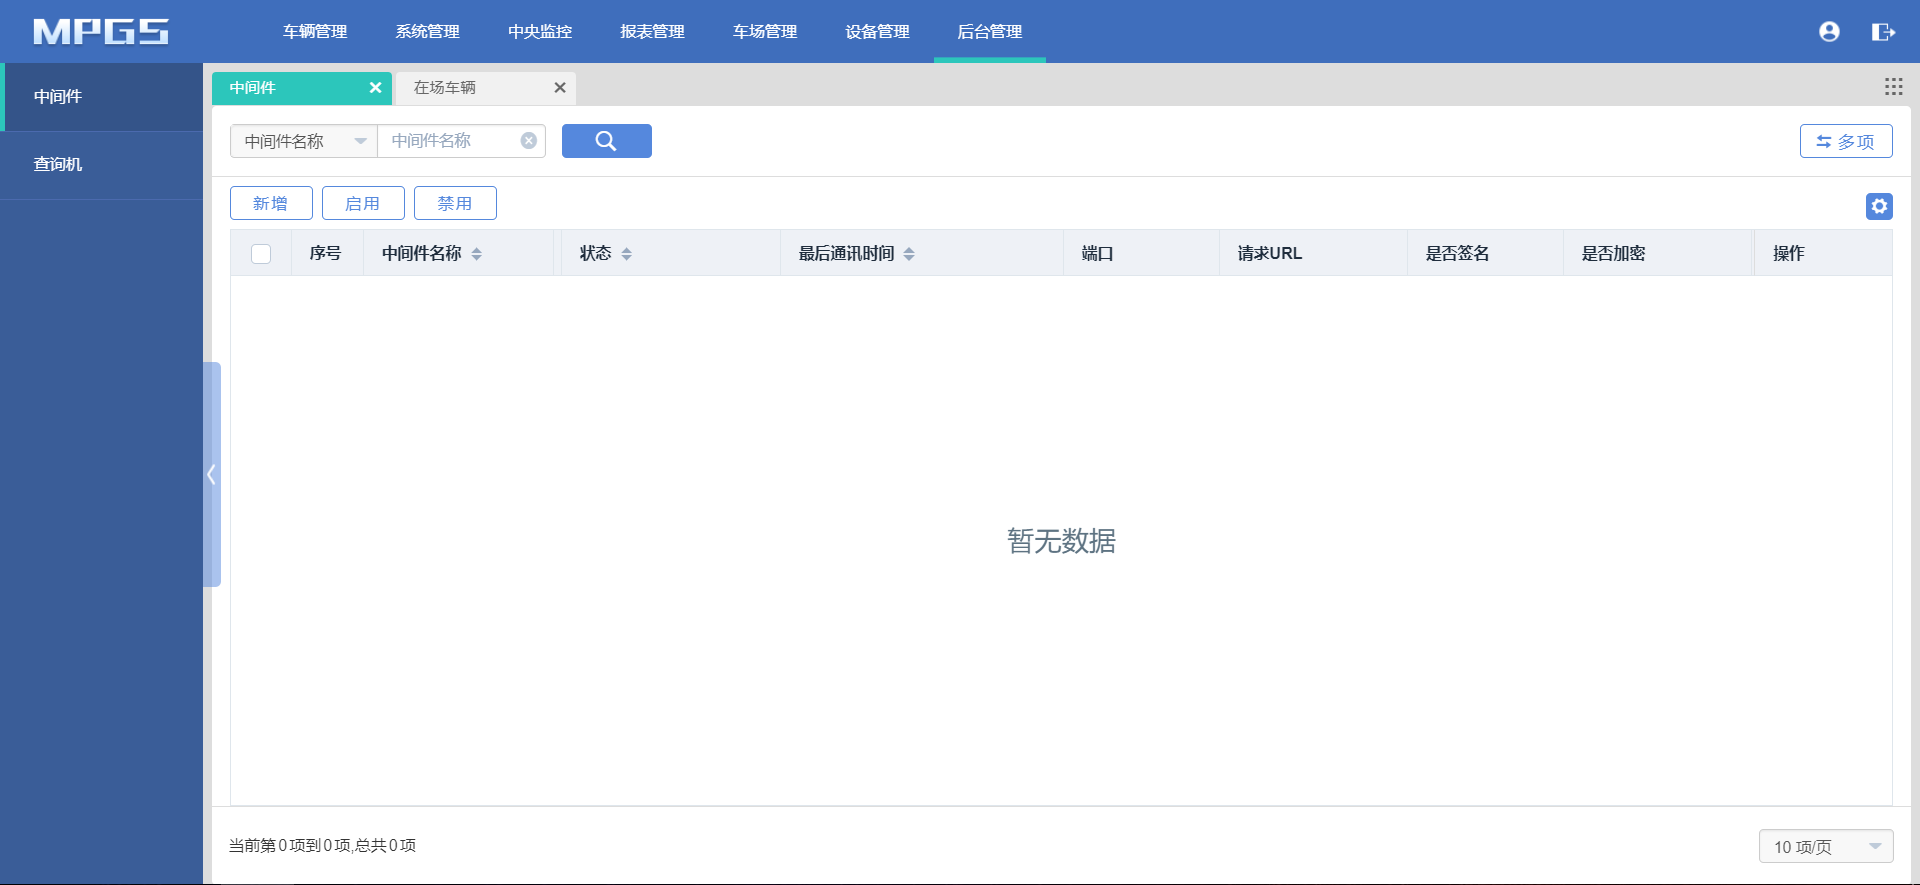 MPGS 车辆管理 系统管理 中央监控 报表管理 车场管理 设备管理 后台管理
中间件
查询机
中间件 在场车辆
中间件名称 中间件名称 多项
新增 启用 禁用
序号 中间件名称 状态 最后通讯时间 端口 请求URL 是否签名 是否加密 操作
暂无数据
当前第0项到0项,总共0项 10 项/页